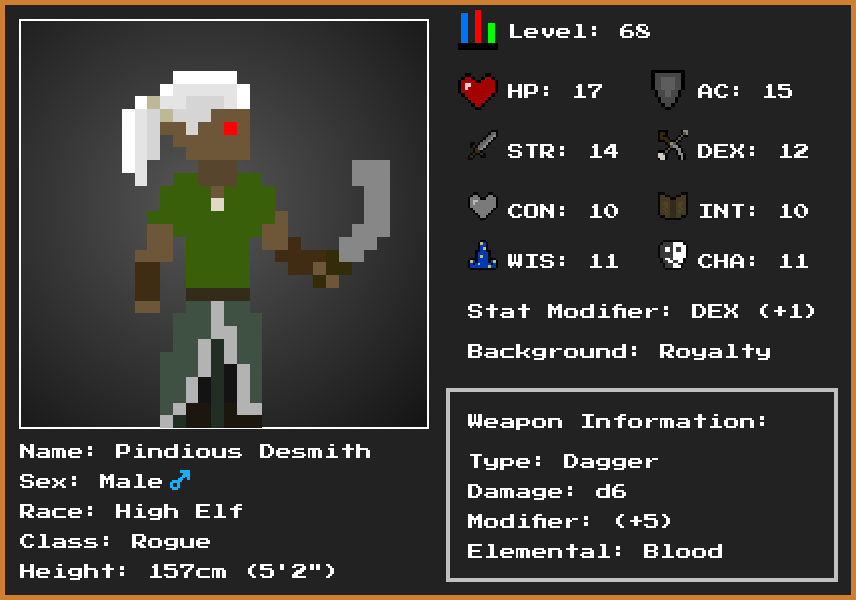 Level: 68
HP: 17 AC: 15
STR: 14 DEX: 12
CON: 10 INT: 10
WIS: 11 CHA: 11
Stat Modifier: DEX (+1)
Background: Royalty
Weapon Information:
Type: Dagger
Damage: d6
Modifier: (+5)
Elemental: Blood
Name: Pindious Desmith
Sex: Male♂
Race: High Elf
Class: Rogue
Height: 157cm (5'2")